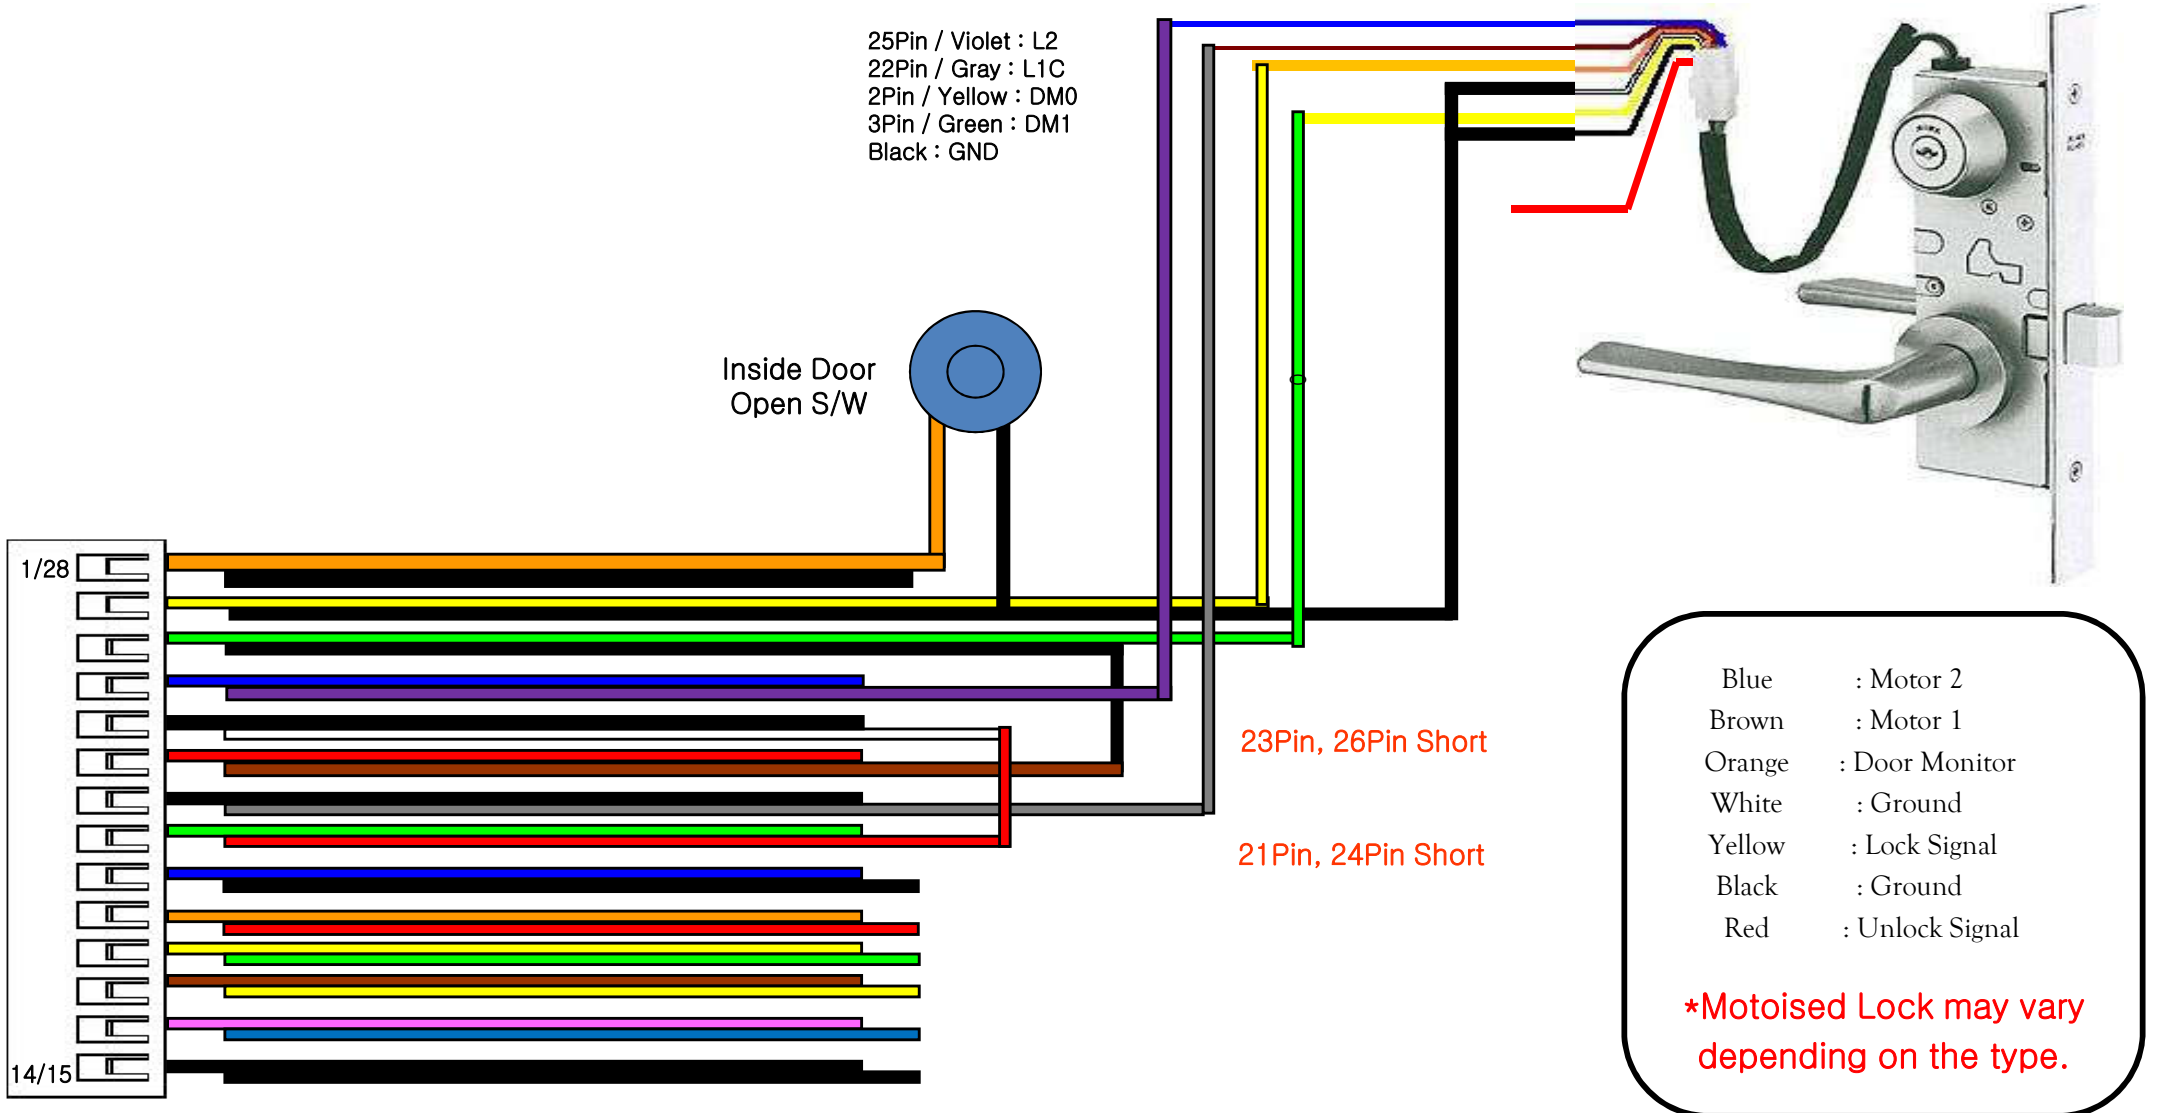 25Pin / Violet : L2
22Pin / Gray : L1C
2Pin / Yellow : DM0
3Pin / Green : DM1
Black : GND
Inside Door
Open S/W
1/28
23Pin, 26Pin Short
21Pin, 24Pin Short
14/15
Blue : Motor 2
Brown : Motor 1
Orange : Door Monitor
White : Ground
Yellow : Lock Signal
Black : Ground
Red : Unlock Signal
*Motoised Lock may vary
depending on the type.